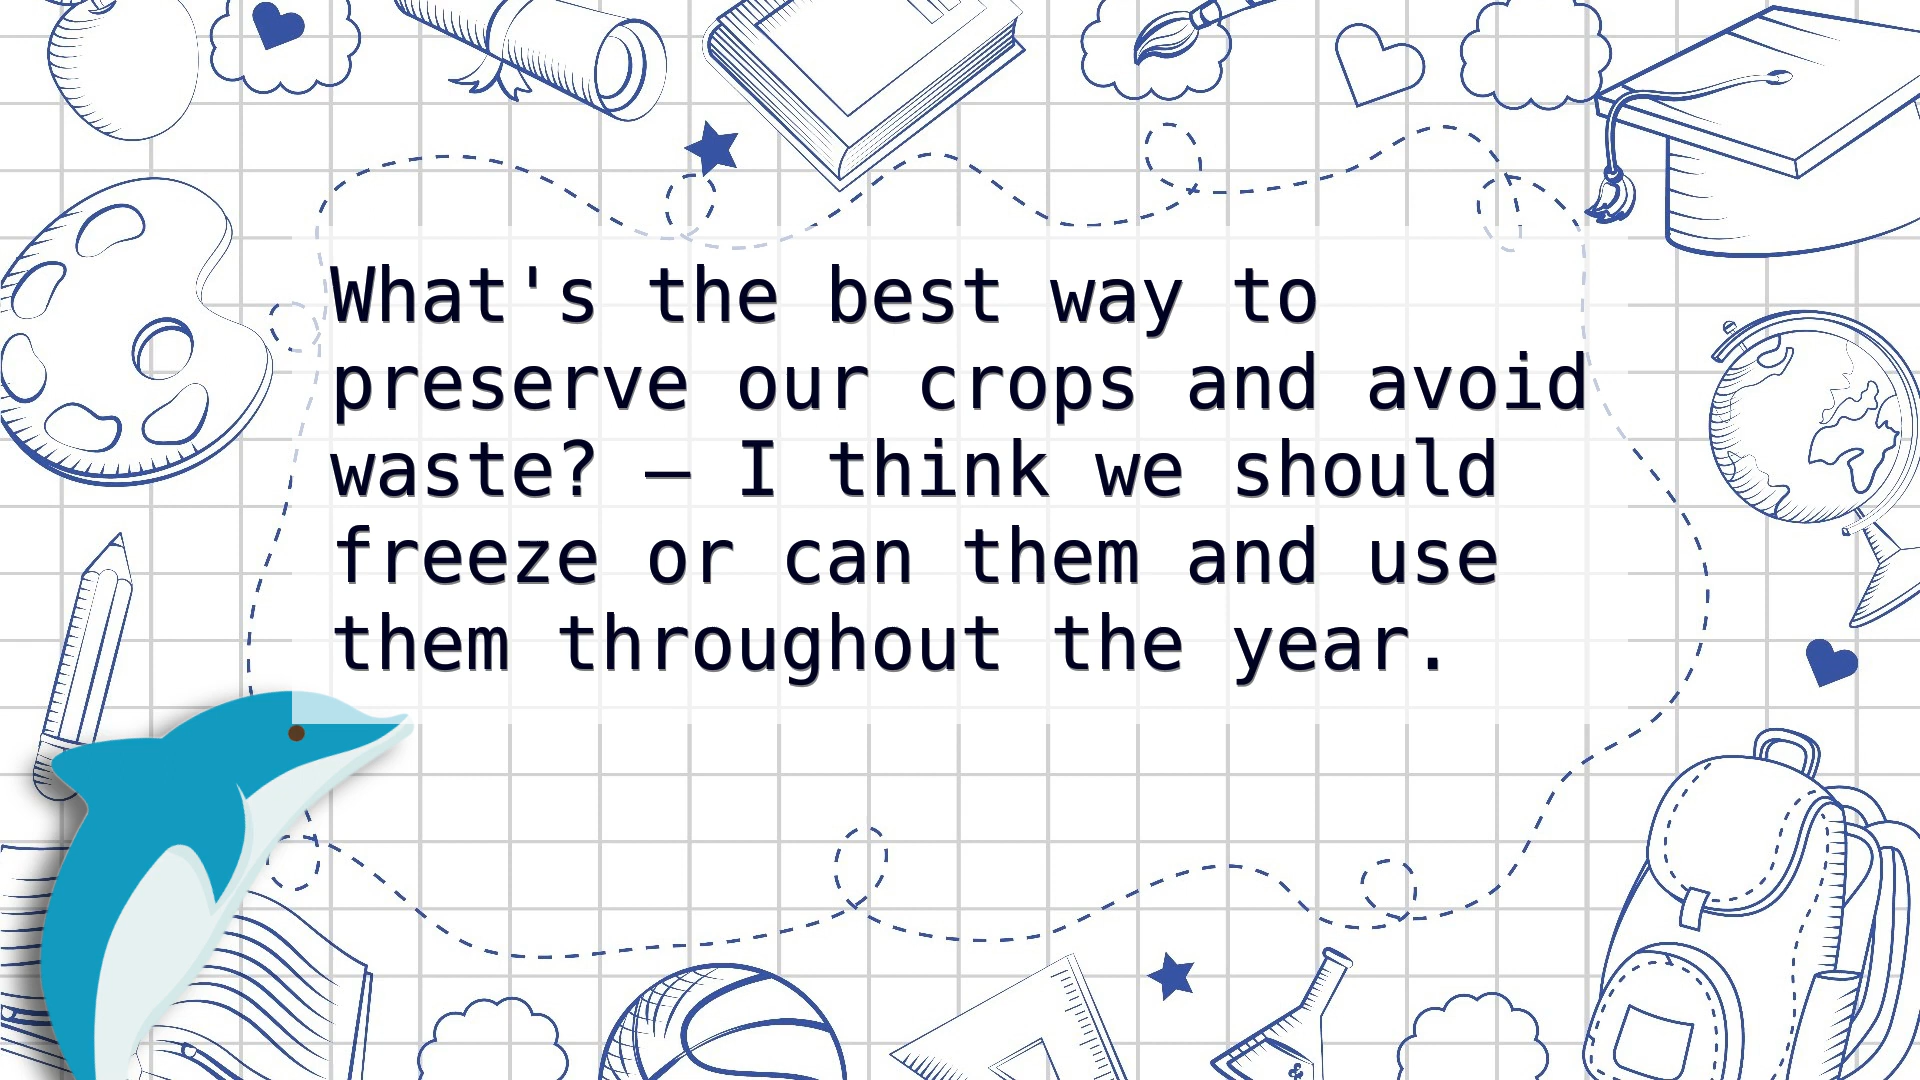 What's the best way to
preserve our crops and avoid
waste? – I think we should
freeze or can them and use
them throughout the year.